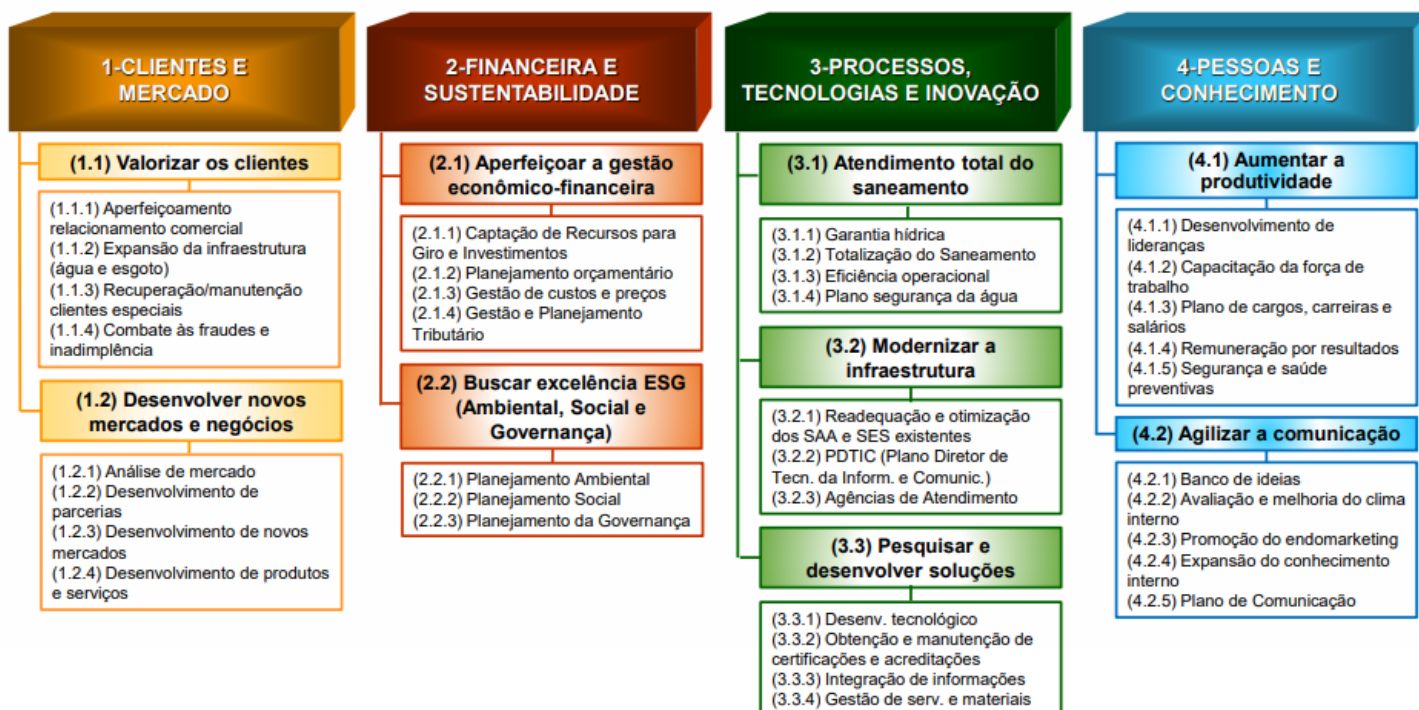 1-CLIENTES E
MERCADO
(1.1) Valorizar os clientes
(1.1.1) Aperfeiçoamento
relacionamento comercial
(1.1.2) Expansão da infraestrutura
(água e esgoto)
(1.1.3) Recuperação/manutenção
clientes especiais
(1.1.4) Combate às fraudes e
inadimplência
(1.2) Desenvolver novos
mercados e negócios
(1.2.1) Análise de mercado
(1.2.2) Desenvolvimento de
parcerias
(1.2.3) Desenvolvimento de novos
mercados
(1.2.4) Desenvolvimento de produtos
e serviços
2-FINANCEIRA E
SUSTENTABILIDADE
(2.1) Aperfeiçoar a gestão
econômico-financeira
(2.1.1) Captação de Recursos para
Giro e Investimentos
(2.1.2) Planejamento orçamentário
(2.1.3) Gestão de custos e preços
(2.1.4) Gestão e Planejamento
Tributário
(2.2) Buscar excelência ESG
(Ambiental, Social e
Governança)
(2.2.1) Planejamento Ambiental
(2.2.2) Planejamento Social
(2.2.3) Planejamento da Governança
3-PROCESSOS,
TECNOLOGIAS E INOVAÇÃO
(3.1) Atendimento total do
saneamento
(3.1.1) Garantia hídrica
(3.1.2) Totalização do Saneamento
(3.1.3) Eficiência operacional
(3.1.4) Plano segurança da água
(3.2) Modernizar a
infraestrutura
(3.2.1) Readequação e otimização
dos SAA e SES existentes
(3.2.2) PDTIC (Plano Diretor de
Tecn. da Inform. e Comunic.)
(3.2.3) Agências de Atendimento
(3.3) Pesquisar e
desenvolver soluções
(3.3.1) Desenv. tecnológico
(3.3.2) Obtenção e manutenção de
certificações e acreditações
(3.3.3) Integração de informações
(3.3.4) Gestão de serv. e materiais
4-PESSOAS E
CONHECIMENTO
(4.1) Aumentar a
produtividade
(4.1.1) Desenvolvimento de
lideranças
(4.1.2) Capacitação da força de
trabalho
(4.1.3) Plano de cargos, carreiras e
salários
(4.1.4) Remuneração por resultados
(4.1.5) Segurança e saúde
preventivas
(4.2) Agilizar a comunicação
(4.2.1) Banco de ideias
(4.2.2) Avaliação e melhoria do clima
interno
(4.2.3) Promoção do endomarketing
(4.2.4) Expansão do conhecimento
interno
(4.2.5) Plano de Comunicação